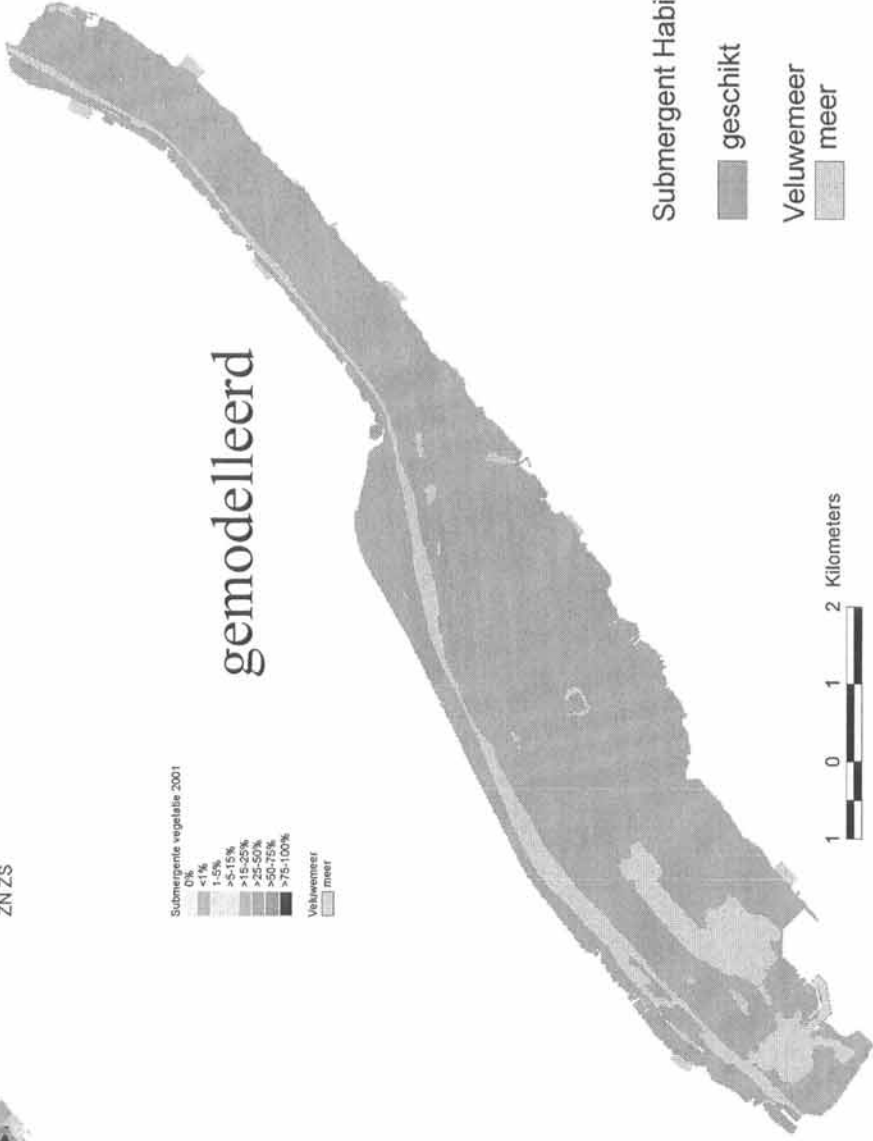 ZN ZS
gemodelleerd
Submergente vegetatie 2001
0%
<1%
1-5%
>5-15%
>15-25%
>25-50%
>50-75%
>75-100%
Veluwemeer
meer
Submergent Habi
geschikt
Veluwemeer
meer
1 0 1 2 Kilometers